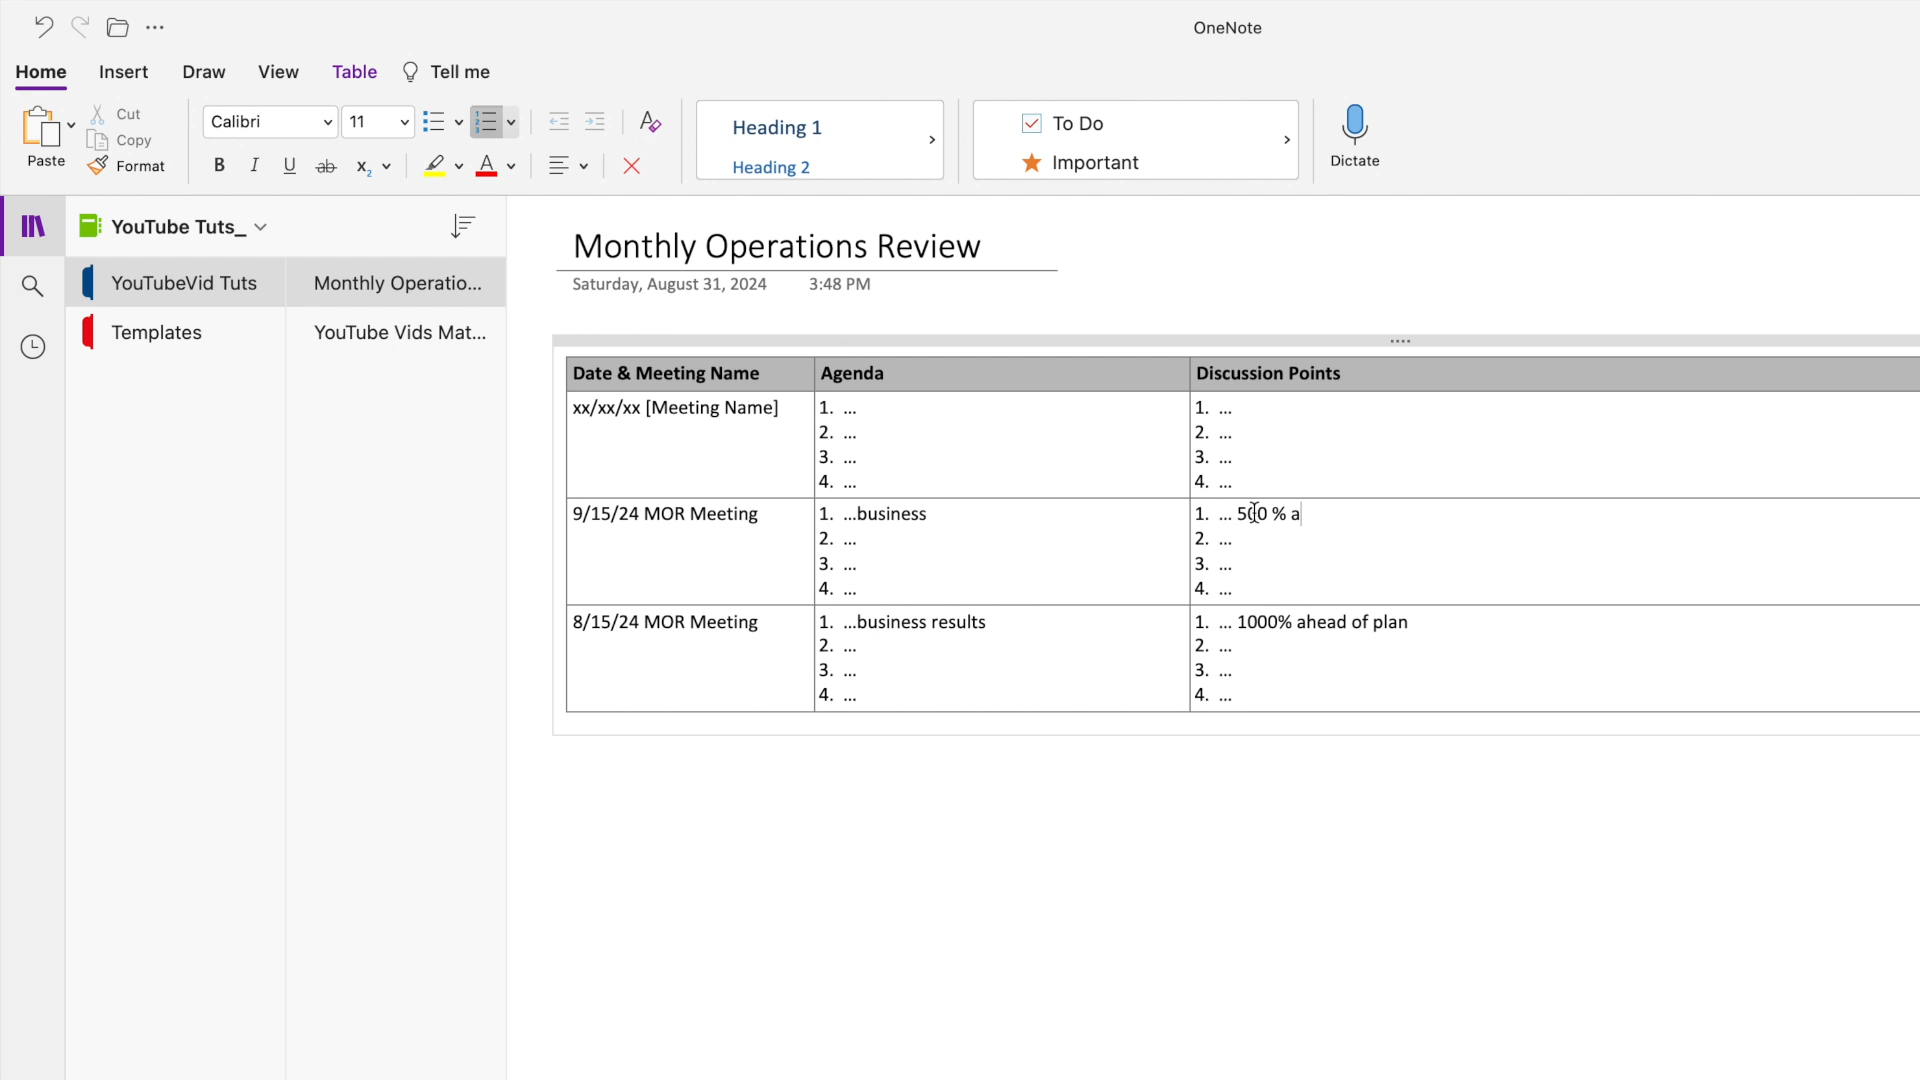 OneNote
Home Insert Draw View Table Tell me
Paste
Cut
Copy
Format
Calibri 11
B I U ab x₂ A
Heading 1
Heading 2
To Do
Important
Dictate
YouTube Tuts_
YouTubeVid Tuts
Templates
Monthly Operatio...
YouTube Vids Mat...
Monthly Operations Review
Saturday, August 31, 2024 3:48 PM
Date & Meeting Name Agenda Discussion Points
xx/xx/xx [Meeting Name] 1. ... 1. ...
2. ... 2. ...
3. ... 3. ...
4. ... 4. ...
9/15/24 MOR Meeting 1. ...business 1. ... 500 % a
2. ... 2. ...
3. ... 3. ...
4. ... 4. ...
8/15/24 MOR Meeting 1. ...business results 1. ... 1000% ahead of plan
2. ... 2. ...
3. ... 3. ...
4. ... 4. ...